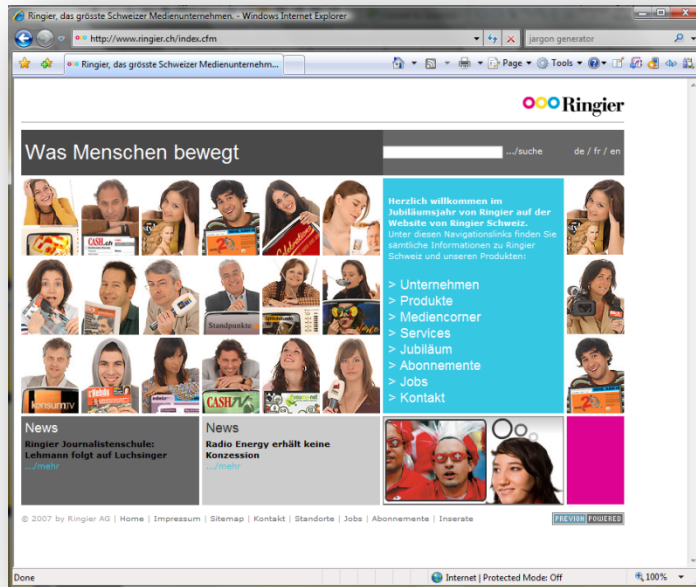 Ringier, das grösste Schweizer Medienunternehmen. - Windows Internet Explorer
http://www.ringier.ch/index.cfm
jargon generator
Ringier, das grösste Schweizer Medienunternehm...
Page
Tools
Ringier
Was Menschen bewegt
.../suche
de / fr / en
Herzlich willkommen im
Jubiläumsjahr von Ringier auf der
Website von Ringier Schweiz.
Unter diesen Navigationslinks finden Sie
sämtliche Informationen zu Ringier
Schweiz und unseren Produkten:
> Unternehmen
> Produkte
> Mediencorner
> Services
> Jubiläum
> Abonnemente
> Jobs
> Kontakt
CASH.ch
Standpunkte
konsumTV
CASH/TV
News
Ringier Journalistenschule:
Lehmann folgt auf Luchsinger
.../mehr
News
Radio Energy erhält keine
Konzession
.../mehr
© 2007 by Ringier AG | Home | Impressum | Sitemap | Kontakt | Standorte | Jobs | Abonnemente | Inserate
PREVION POWERED
Done
Internet | Protected Mode: Off
100%